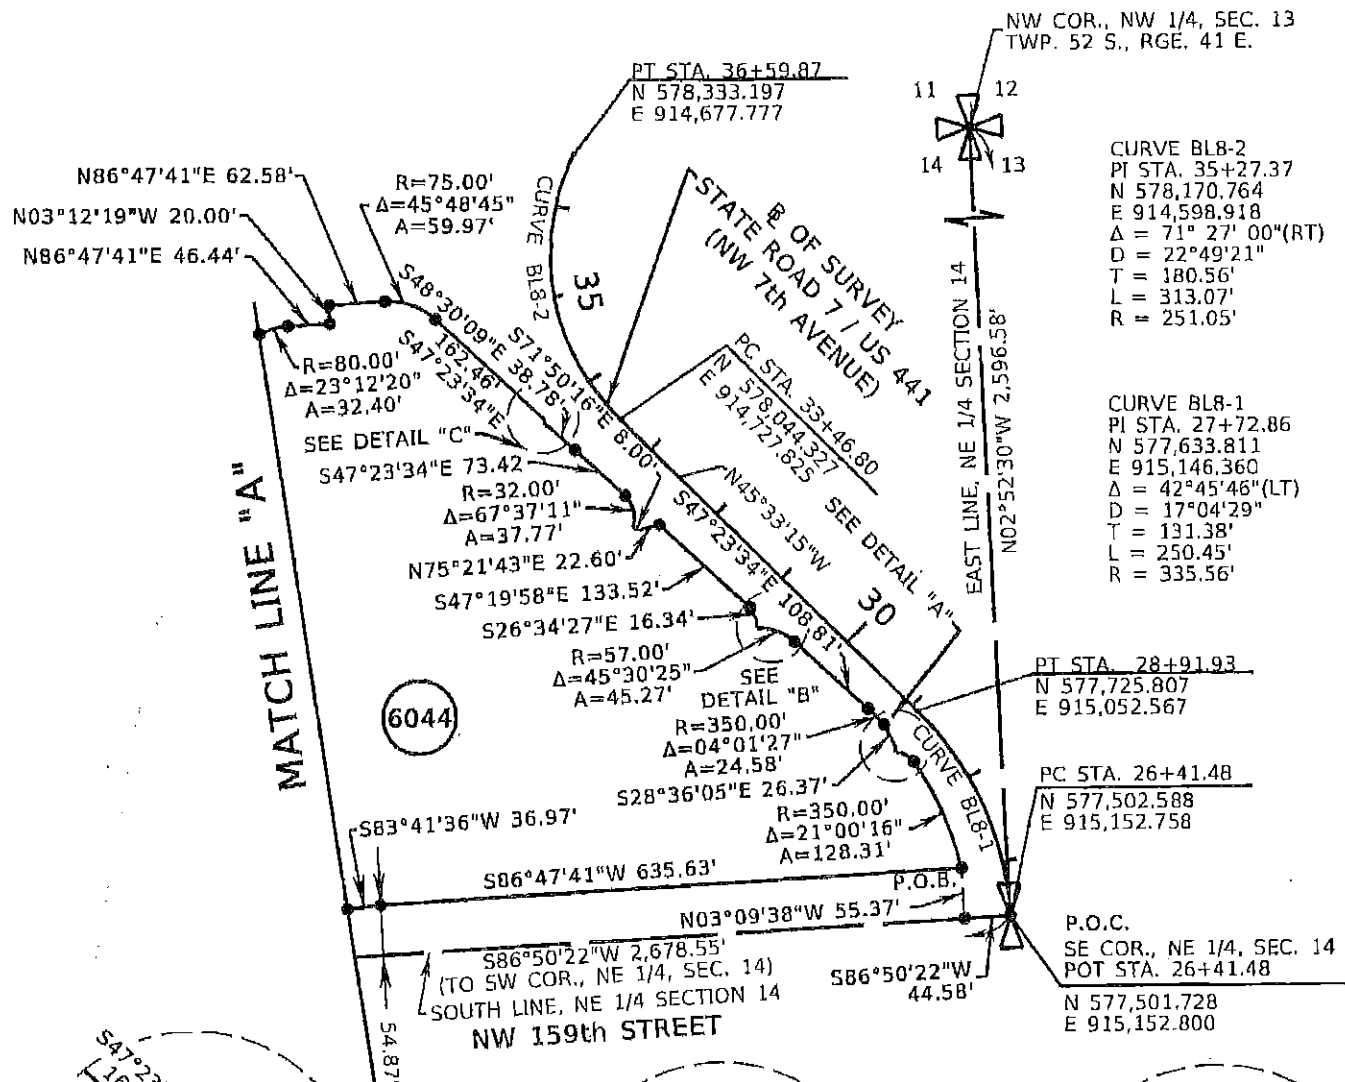 NW COR., NW 1/4, SEC. 13
TWP. 52 S., RGE. 41 E.
11
12
14
13
PT STA. 36+59.87
N 578,333.197
E 914,677.777
CURVE BL8-2
PI STA. 35+27.37
N 578,170.764
E 914,598.918
Δ = 71° 27' 00"(RT)
D = 22°49'21"
T = 180.56'
L = 313.07'
R = 251.05'
CURVE BL8-1
PI STA. 27+72.86
N 577,633.811
E 915,146.360
Δ = 42°45'46"(LT)
D = 17°04'29"
T = 131.38'
L = 250.45'
R = 335.56'
N86°47'41"E 62.58'
N03°12'19"W 20.00'
N86°47'41"E 46.44'
R=75.00'
Δ=45°48'45"
A=59.97'
CURVE BL8-2
35
℄ OF SURVEY
STATE ROAD 7 / US 441
(NW 7th AVENUE)
EAST LINE, NE 1/4 SECTION 14
N02°52'30"W 2,596.58'
S48°30'09"E 38.78'
S71°50'16"E 8.00'
162.46'
S47°23'34"E
R=80.00'
Δ=23°12'20"
A=32.40'
PC STA. 33+46.80
N 578,044.327
E 914,727.825
SEE DETAIL "C"
S47°23'34"E 73.42
R=32.00'
Δ=67°37'11"
A=37.77'
N75°21'43"E 22.60'
S47°19'58"E 133.52'
S26°34'27"E 16.34'
R=57.00'
Δ=45°30'25"
A=45.27'
N45°33'15"W
S47°23'34"E 108.81'
SEE DETAIL "A"
30
SEE
DETAIL "B"
R=350.00'
Δ=04°01'27"
A=24.58'
S28°36'05"E 26.37'
R=350.00'
Δ=21°00'16"
A=128.31'
CURVE BL8-1
PT STA. 28+91.93
N 577,725.807
E 915,052.567
PC STA. 26+41.48
N 577,502.588
E 915,152.758
MATCH LINE "A"
6044
S83°41'36"W 36.97'
S86°47'41"W 635.63'
P.O.B.
N03°09'38"W 55.37'
S86°50'22"W 2,678.55'
(TO SW COR., NE 1/4, SEC. 14)
SOUTH LINE, NE 1/4 SECTION 14
NW 159th STREET
S86°50'22"W
44.58'
P.O.C.
SE COR., NE 1/4, SEC. 14
POT STA. 26+41.48
N 577,501.728
E 915,152.800
54.87'